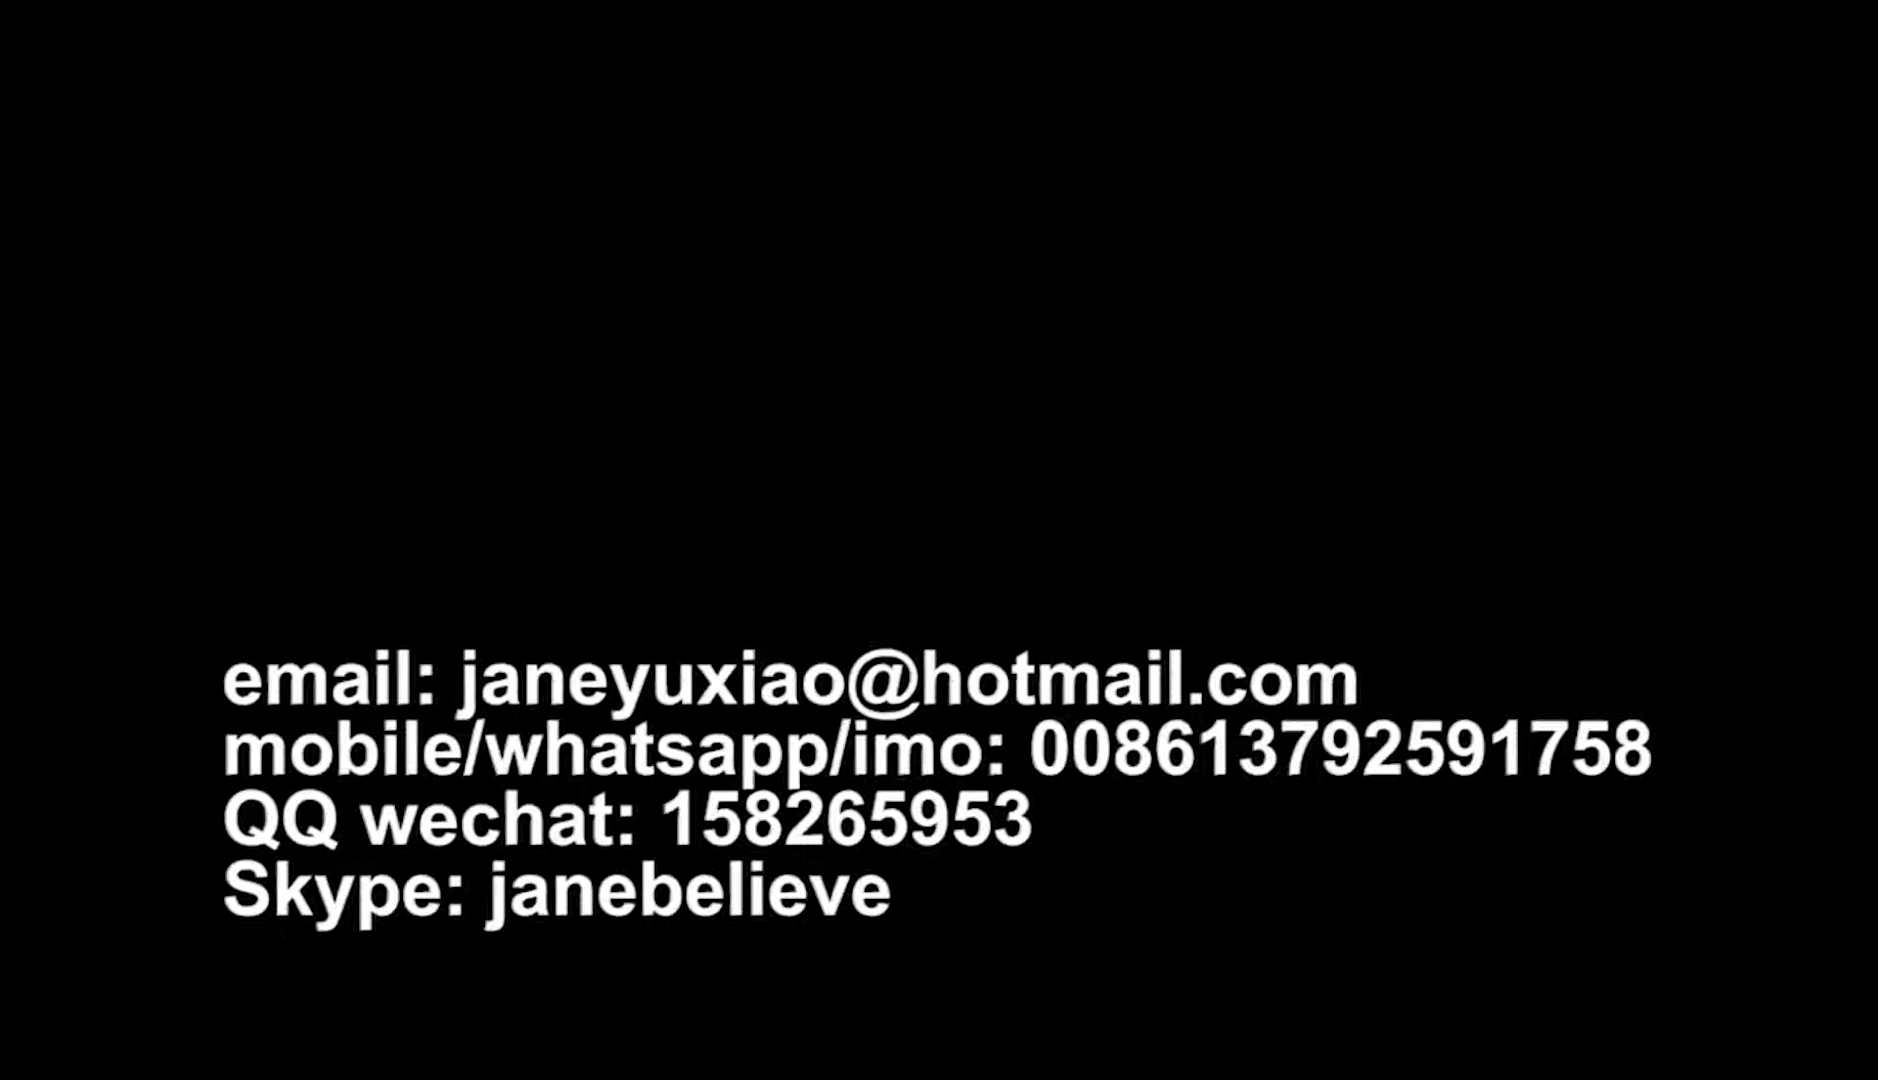 email: janeyuxiao@hotmail.com
mobile/whatsapp/imo: 008613792591758
QQ wechat: 158265953
Skype: janebelieve